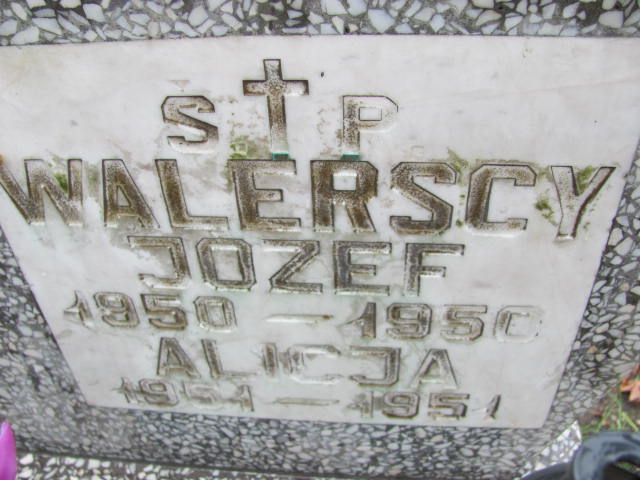 S P
WALERSCY
JOZEF
1950 - 1950
ALICJA
1951 - 1951